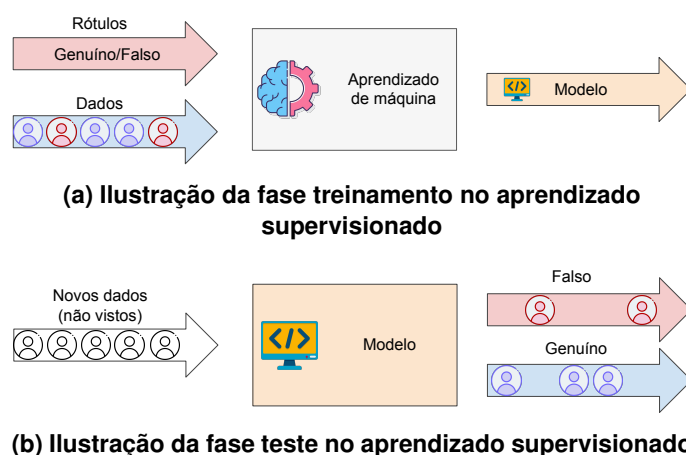 Rótulos
Genuíno/Falso
Dados
Aprendizado
de máquina
Modelo
(a) Ilustração da fase treinamento no aprendizado
supervisionado
Novos dados
(não vistos)
</>
Modelo
Falso
Genuíno
(b) Ilustração da fase teste no aprendizado supervisionado